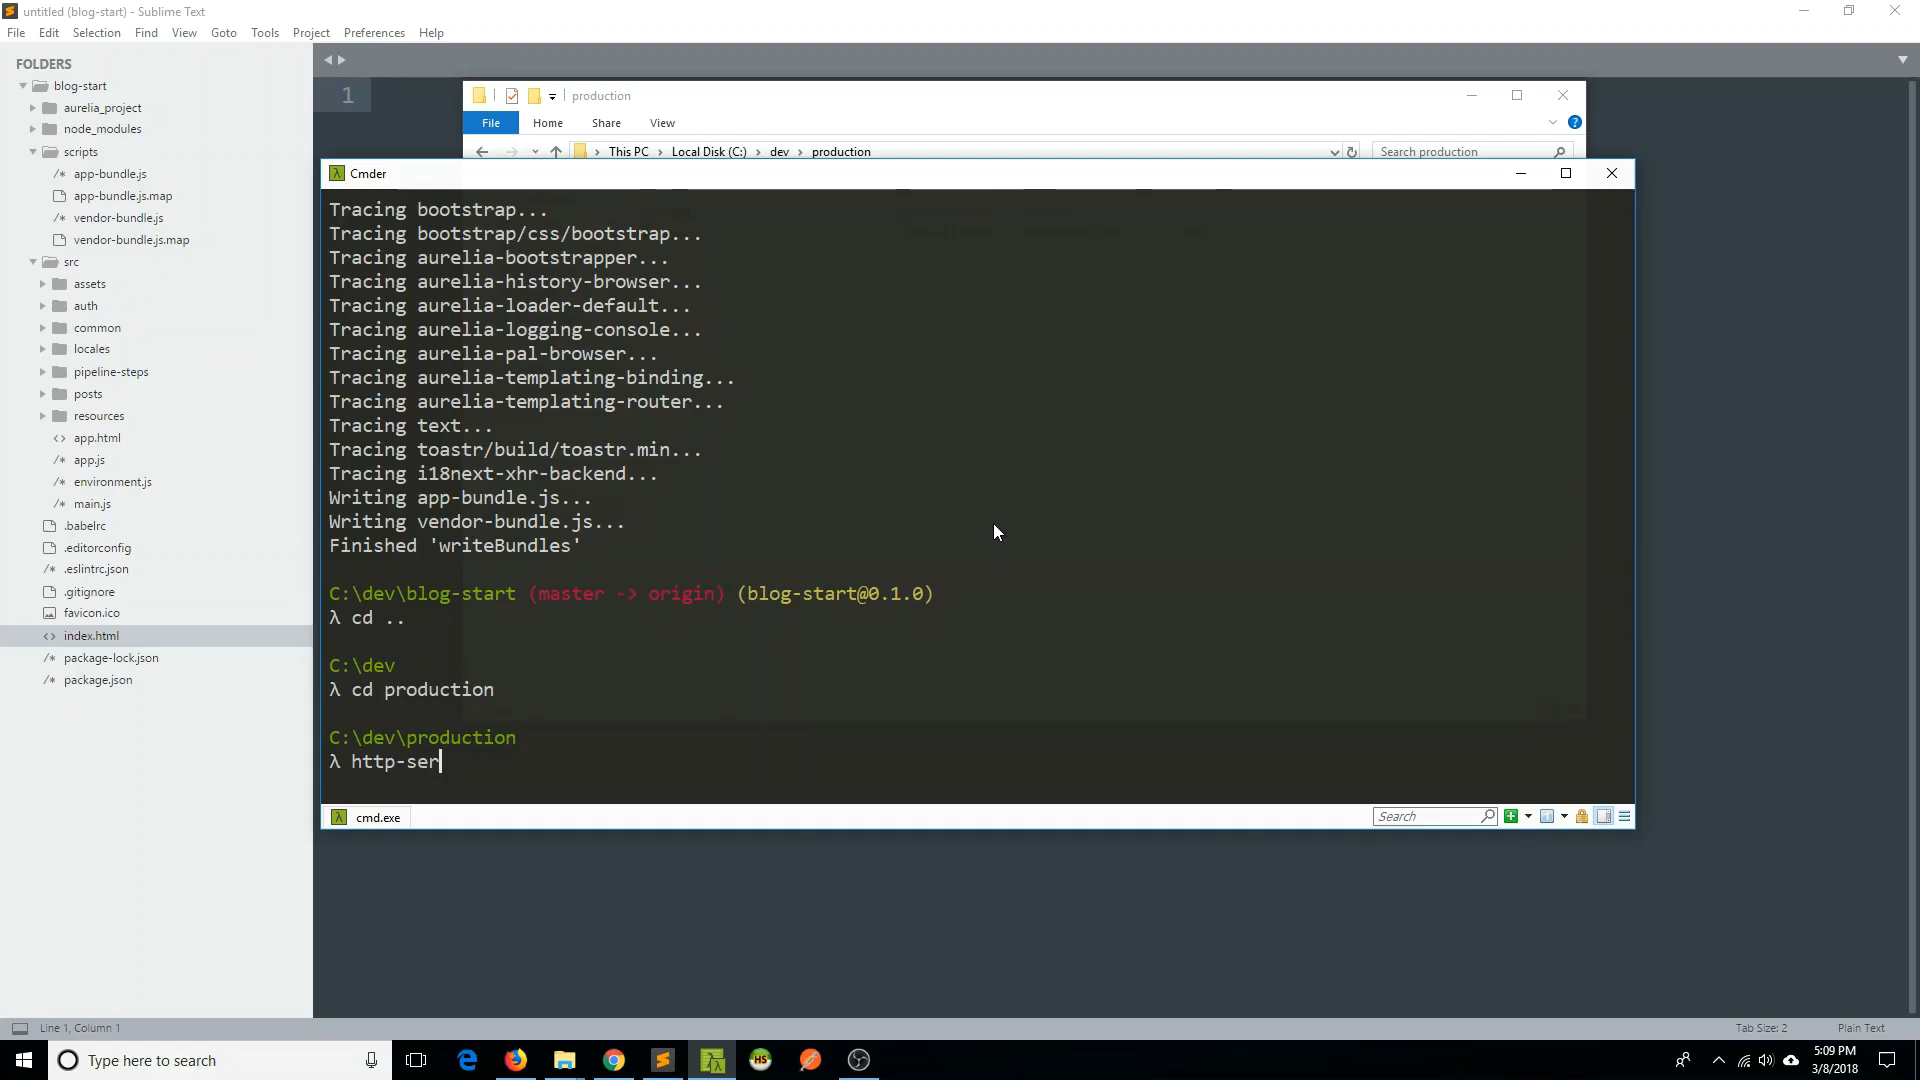 untitled (blog-start) - Sublime Text
File Edit Selection Find View Goto Tools Project Preferences Help
FOLDERS
blog-start
aurelia_project
node_modules
scripts
/* app-bundle.js
app-bundle.js.map
/* vendor-bundle.js
vendor-bundle.js.map
src
assets
auth
common
locales
pipeline-steps
posts
resources
<> app.html
/* app.js
/* environment.js
/* main.js
.babelrc
.editorconfig
/* .eslintrc.json
.gitignore
favicon.ico
<> index.html
/* package-lock.json
/* package.json
1
production
File Home Share View
This PC > Local Disk (C:) > dev > production
Search production
λ Cmder
Tracing bootstrap...
Tracing bootstrap/css/bootstrap...
Tracing aurelia-bootstrapper...
Tracing aurelia-history-browser...
Tracing aurelia-loader-default...
Tracing aurelia-logging-console...
Tracing aurelia-pal-browser...
Tracing aurelia-templating-binding...
Tracing aurelia-templating-router...
Tracing text...
Tracing toastr/build/toastr.min...
Tracing i18next-xhr-backend...
Writing app-bundle.js...
Writing vendor-bundle.js...
Finished 'writeBundles'
C:\dev\blog-start (master -> origin) (blog-start@0.1.0)
λ cd ..
C:\dev
λ cd production
C:\dev\production
λ http-ser
λ cmd.exe
Search
Line 1, Column 1
Tab Size: 2
Plain Text
Type here to search
HS
5:09 PM
3/8/2018